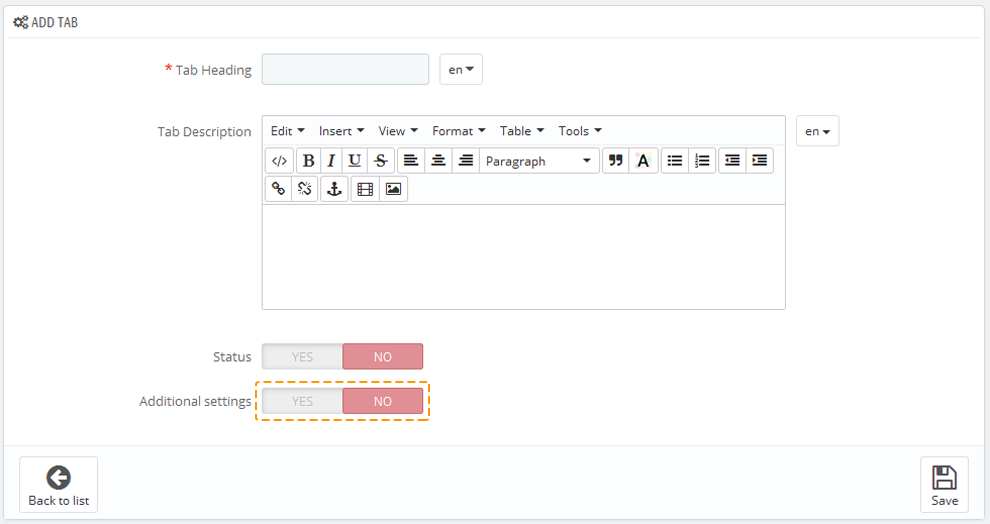 ADD TAB
* Tab Heading en
Tab Description Edit Insert View Format Table Tools en
</> B I U S Paragraph A
Status YES NO
Additional settings YES NO
Back to list Save